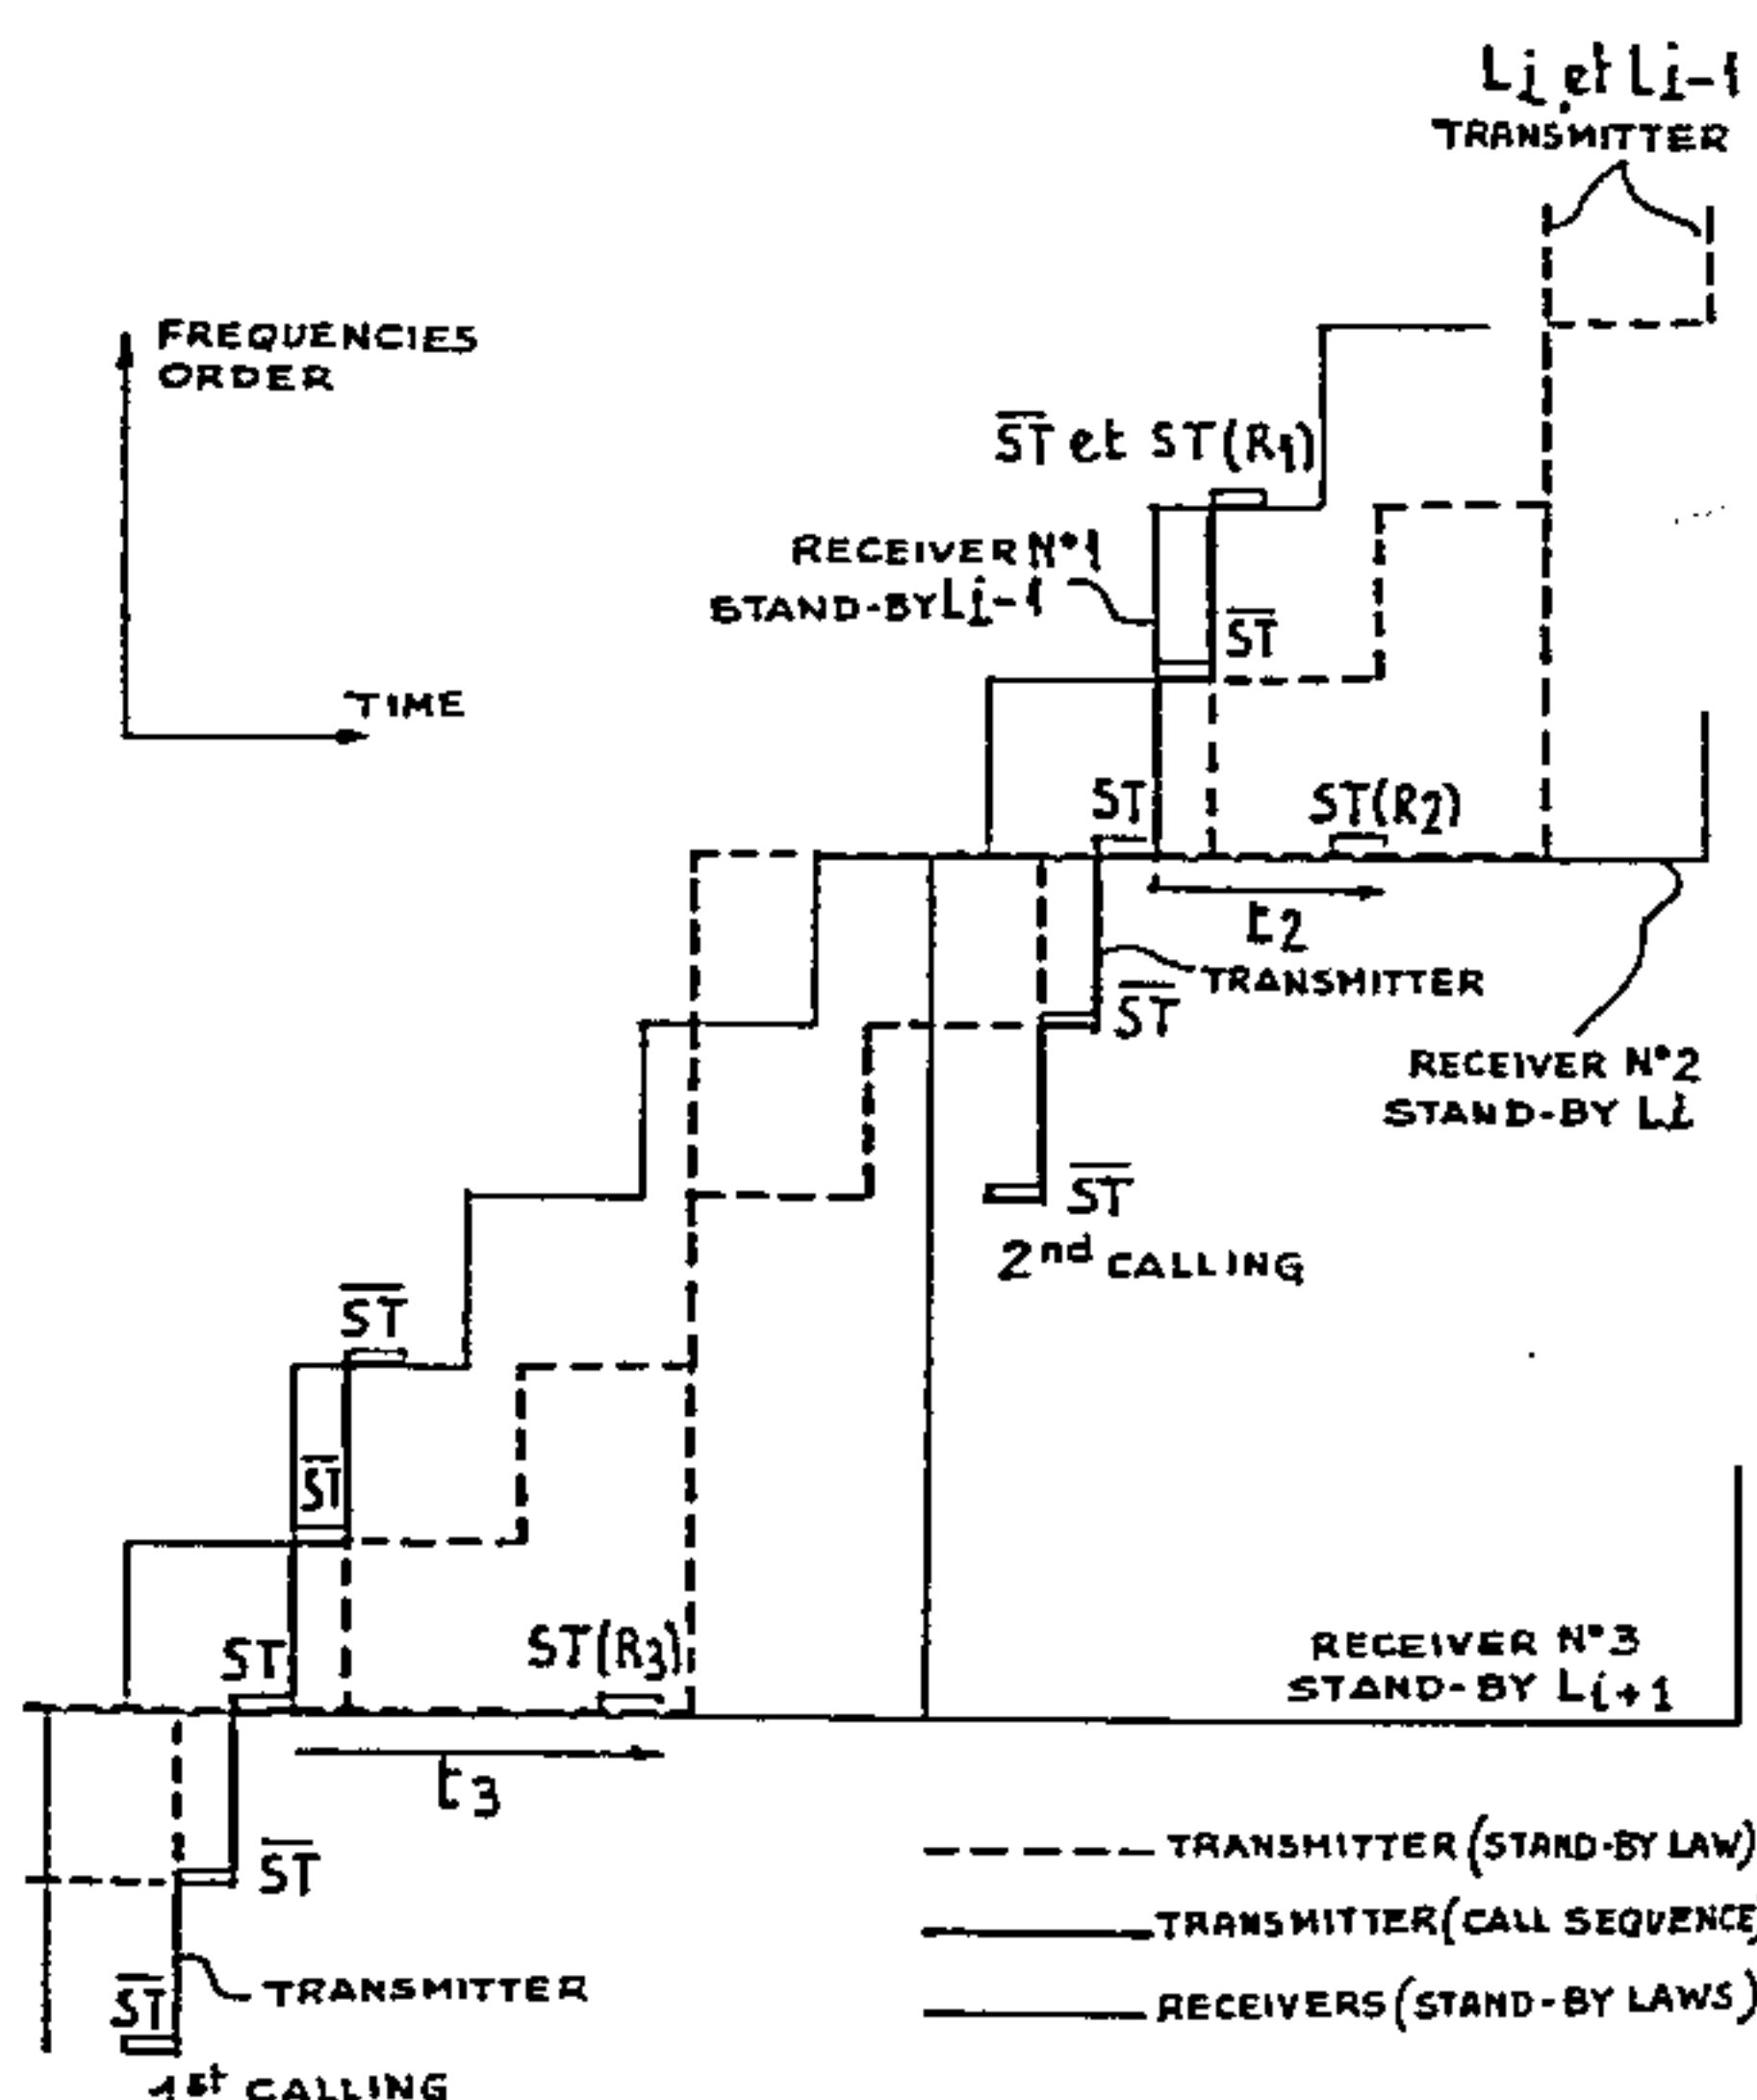 Li et Li-1
TRANSMITTER
FREQUENCIES
ORDER
S̅T̅ et ST(R1)
RECEIVER N°1
STAND-BY Li-1
S̅T̅
TIME
ST
ST(R2)
t2
TRANSMITTER
S̅T̅
RECEIVER N°2
STAND-BY Li
S̅T̅
2nd CALLING
S̅T̅
S̅T̅
ST
ST(R3)
RECEIVER N°3
STAND-BY Li+1
t3
TRANSMITTER (STAND-BY LAW)
S̅T̅
TRANSMITTER (CALL SEQUENCE
S̅T̅
TRANSMITTER
RECEIVERS (STAND-BY LAWS)
1st CALLING